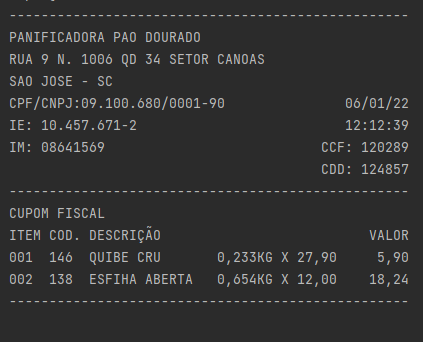 --------------------------------------------------
PANIFICADORA PAO DOURADO
RUA 9 N. 1006 QD 34 SETOR CANOAS
SAO JOSE - SC
CPF/CNPJ:09.100.680/0001-90               06/01/22
IE: 10.457.671-2                          12:12:39
IM: 08641569                           CCF: 120289
                                       CDD: 124857
--------------------------------------------------
CUPOM FISCAL
ITEM COD. DESCRIÇÃO                          VALOR
001  146  QUIBE CRU       0,233KG X 27,90     5,90
002  138  ESFIHA ABERTA   0,654KG X 12,00    18,24
--------------------------------------------------